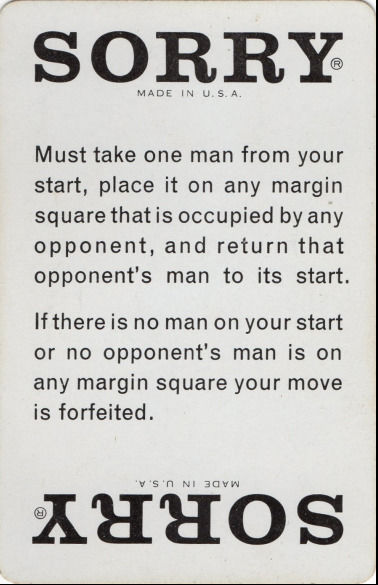 SORRY®
MADE IN U.S.A.
Must take one man from your
start, place it on any margin
square that is occupied by any
opponent, and return that
opponent's man to its start.
If there is no man on your start
or no opponent's man is on
any margin square your move
is forfeited.
MADE IN U.S.A.
SORRY®